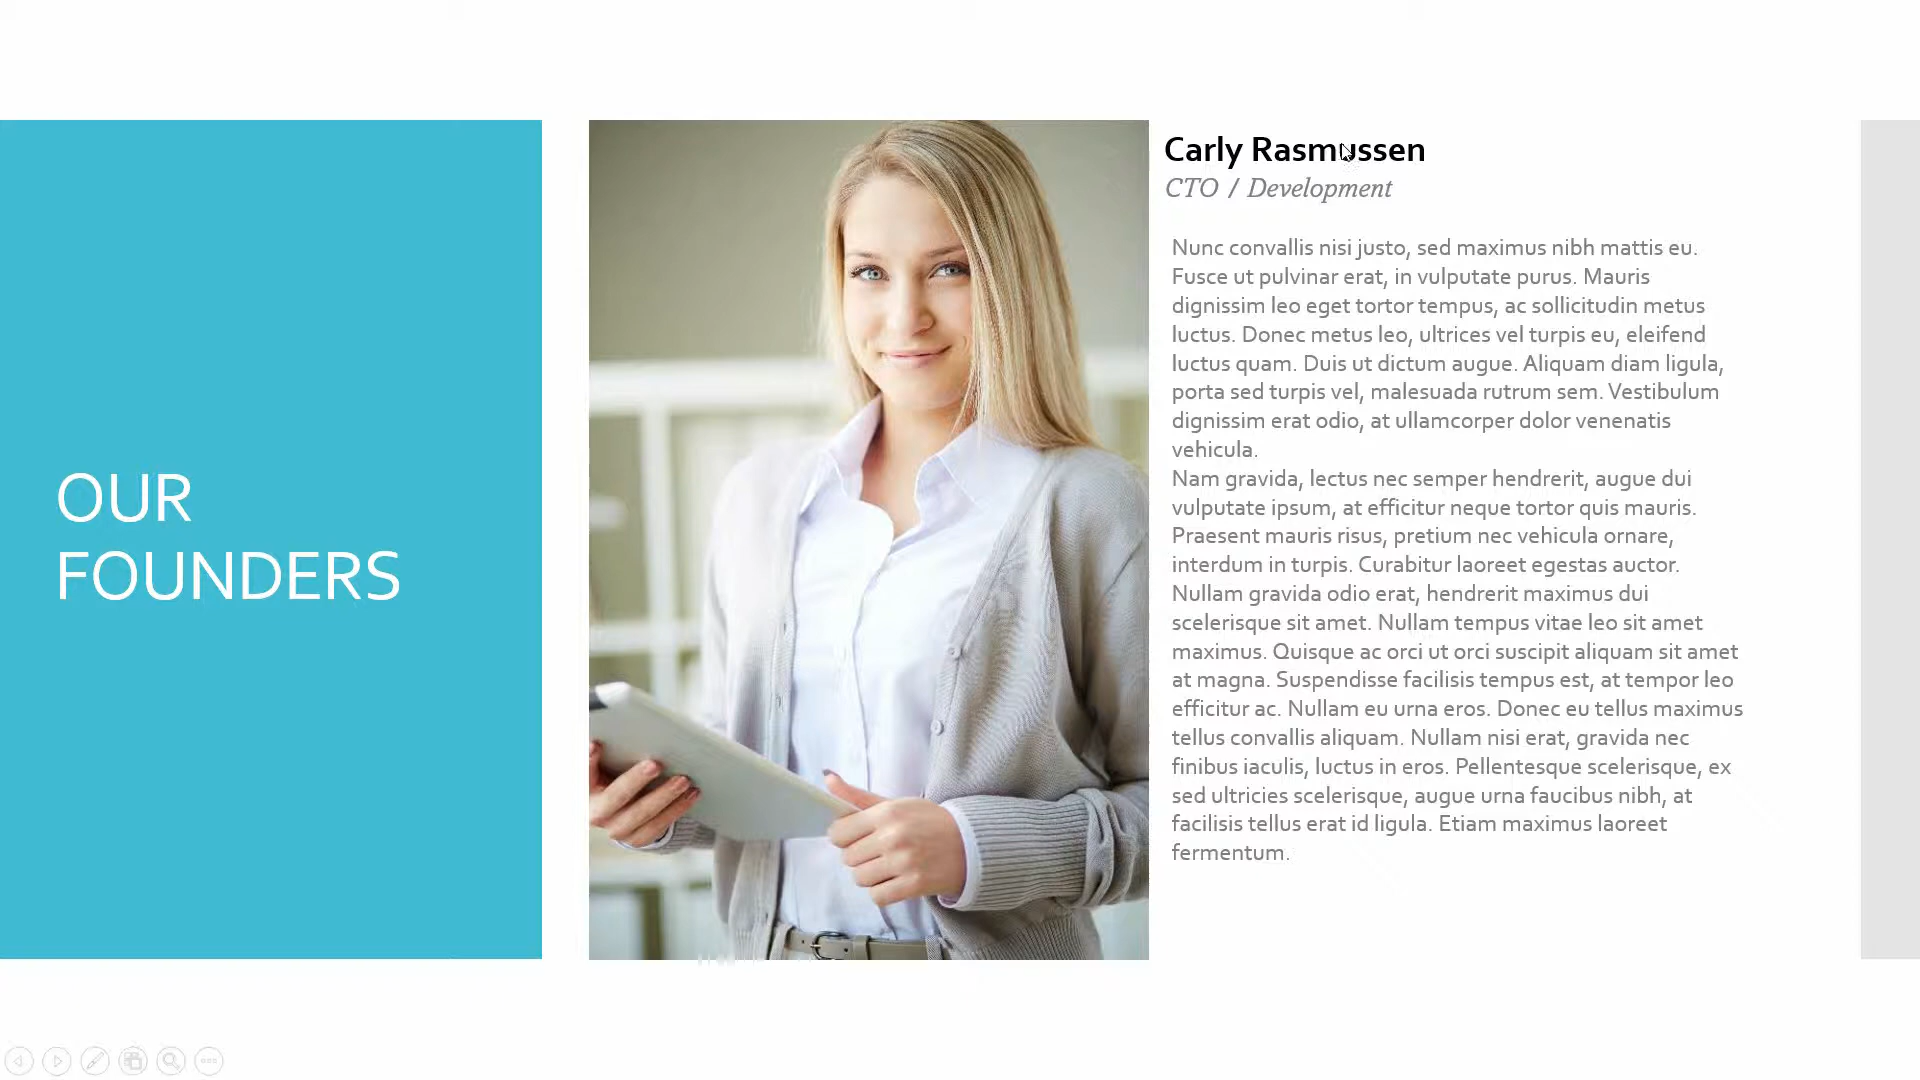 OUR
FOUNDERS
Carly Rasmussen
CTO / Development
Nunc convallis nisi justo, sed maximus nibh mattis eu.
Fusce ut pulvinar erat, in vulputate purus. Mauris
dignissim leo eget tortor tempus, ac sollicitudin metus
luctus. Donec metus leo, ultrices vel turpis eu, eleifend
luctus quam. Duis ut dictum augue. Aliquam diam ligula,
porta sed turpis vel, malesuada rutrum sem. Vestibulum
dignissim erat odio, at ullamcorper dolor venenatis
vehicula.
Nam gravida, lectus nec semper hendrerit, augue dui
vulputate ipsum, at efficitur neque tortor quis mauris.
Praesent mauris risus, pretium nec vehicula ornare,
interdum in turpis. Curabitur laoreet egestas auctor.
Nullam gravida odio erat, hendrerit maximus dui
scelerisque sit amet. Nullam tempus vitae leo sit amet
maximus. Quisque ac orci ut orci suscipit aliquam sit amet
at magna. Suspendisse facilisis tempus est, at tempor leo
efficitur ac. Nullam eu urna eros. Donec eu tellus maximus
tellus convallis aliquam. Nullam nisi erat, gravida nec
finibus iaculis, luctus in eros. Pellentesque scelerisque, ex
sed ultricies scelerisque, augue urna faucibus nibh, at
facilisis tellus erat id ligula. Etiam maximus laoreet
fermentum.